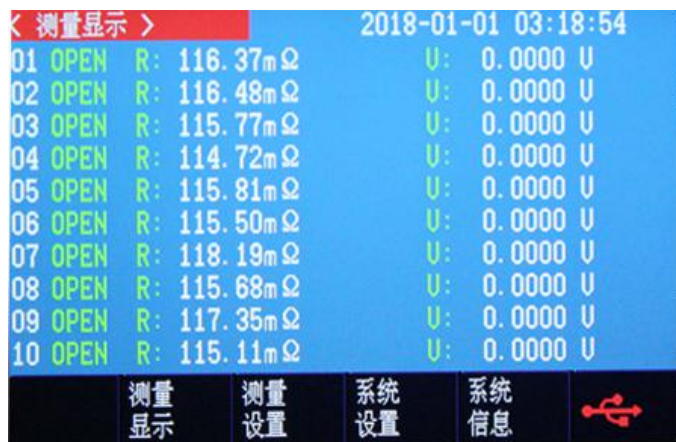 < 测量显示 > 2018-01-01 03:18:54
01 OPEN R: 116.37mΩ U: 0.0000 U
02 OPEN R: 116.48mΩ U: 0.0000 U
03 OPEN R: 115.77mΩ U: 0.0000 U
04 OPEN R: 114.72mΩ U: 0.0000 U
05 OPEN R: 115.81mΩ U: 0.0000 U
06 OPEN R: 115.50mΩ U: 0.0000 U
07 OPEN R: 118.19mΩ U: 0.0000 U
08 OPEN R: 115.68mΩ U: 0.0000 U
09 OPEN R: 117.35mΩ U: 0.0000 U
10 OPEN R: 115.11mΩ U: 0.0000 U
测量 测量 系统 系统
显示 设置 设置 信息